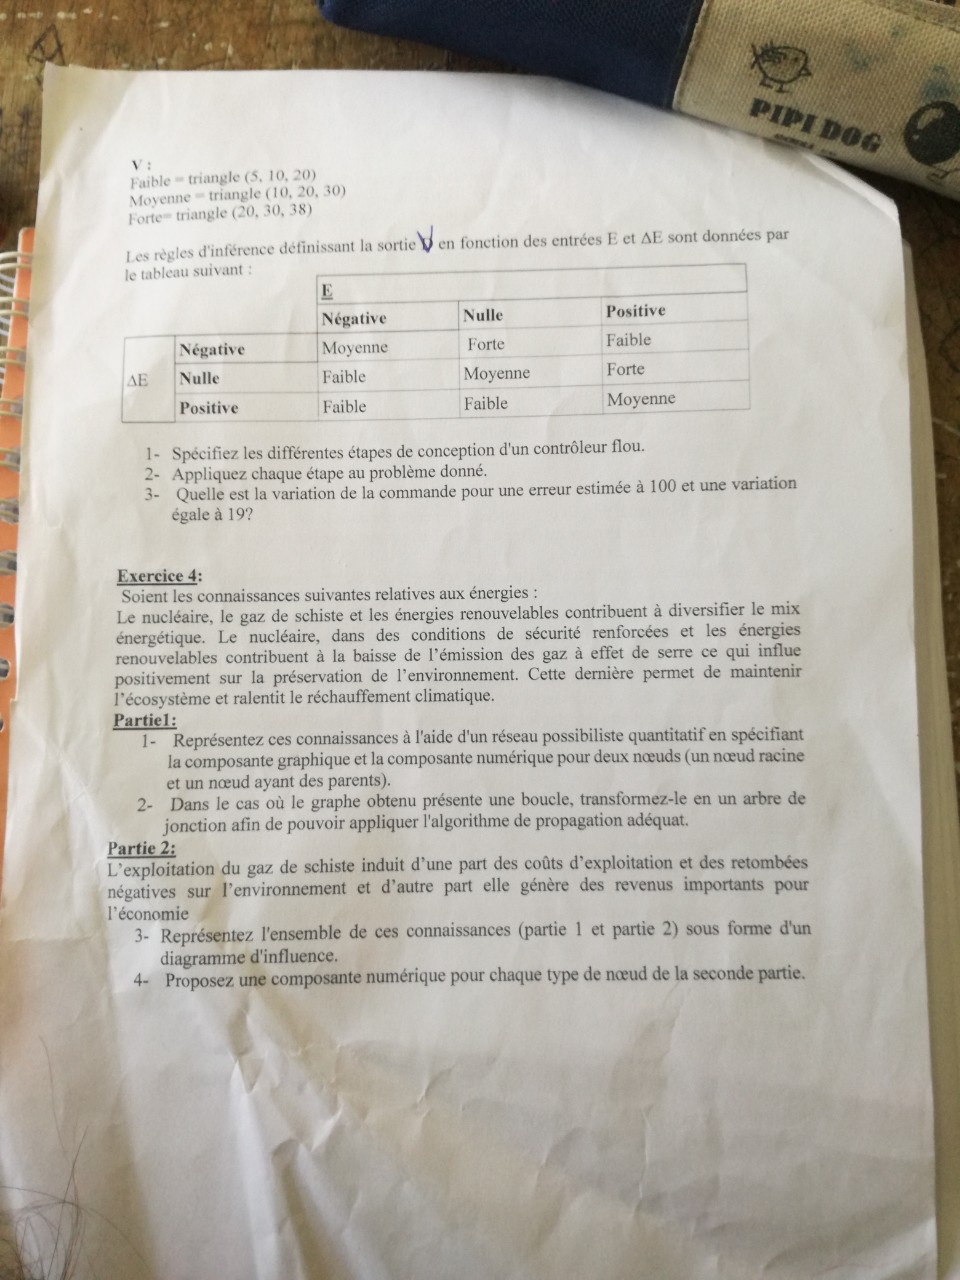 PIPI DOG
V :
Faible = triangle (5, 10, 20)
Moyenne = triangle (10, 20, 30)
Forte= triangle (20, 30, 38)
Les règles d'inférence définissant la sortie V en fonction des entrées E et ΔE sont données par
le tableau suivant :
E
Négative Nulle Positive
Négative Moyenne Forte Faible
ΔE Nulle Faible Moyenne Forte
Positive Faible Faible Moyenne
1- Spécifiez les différentes étapes de conception d'un contrôleur flou.
2- Appliquez chaque étape au problème donné.
3- Quelle est la variation de la commande pour une erreur estimée à 100 et une variation
égale à 19?
Exercice 4:
Soient les connaissances suivantes relatives aux énergies :
Le nucléaire, le gaz de schiste et les énergies renouvelables contribuent à diversifier le mix
énergétique. Le nucléaire, dans des conditions de sécurité renforcées et les énergies
renouvelables contribuent à la baisse de l'émission des gaz à effet de serre ce qui influe
positivement sur la préservation de l'environnement. Cette dernière permet de maintenir
l'écosystème et ralentit le réchauffement climatique.
Partie1:
1- Représentez ces connaissances à l'aide d'un réseau possibiliste quantitatif en spécifiant
la composante graphique et la composante numérique pour deux nœuds (un nœud racine
et un nœud ayant des parents).
2- Dans le cas où le graphe obtenu présente une boucle, transformez-le en un arbre de
jonction afin de pouvoir appliquer l'algorithme de propagation adéquat.
Partie 2:
L'exploitation du gaz de schiste induit d'une part des coûts d'exploitation et des retombées
négatives sur l'environnement et d'autre part elle génère des revenus importants pour
l'économie
3- Représentez l'ensemble de ces connaissances (partie 1 et partie 2) sous forme d'un
diagramme d'influence.
4- Proposez une composante numérique pour chaque type de nœud de la seconde partie.